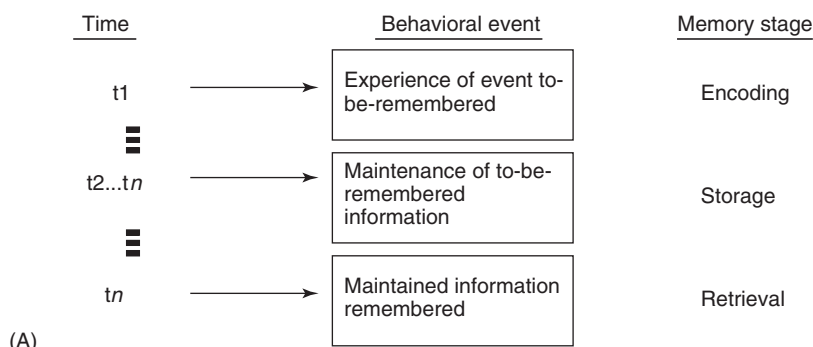 Time Behavioral event Memory stage
t1 Experience of event to-
be-remembered Encoding
t2...tn Maintenance of to-be-
remembered
information Storage
tn Maintained information
remembered Retrieval
(A)